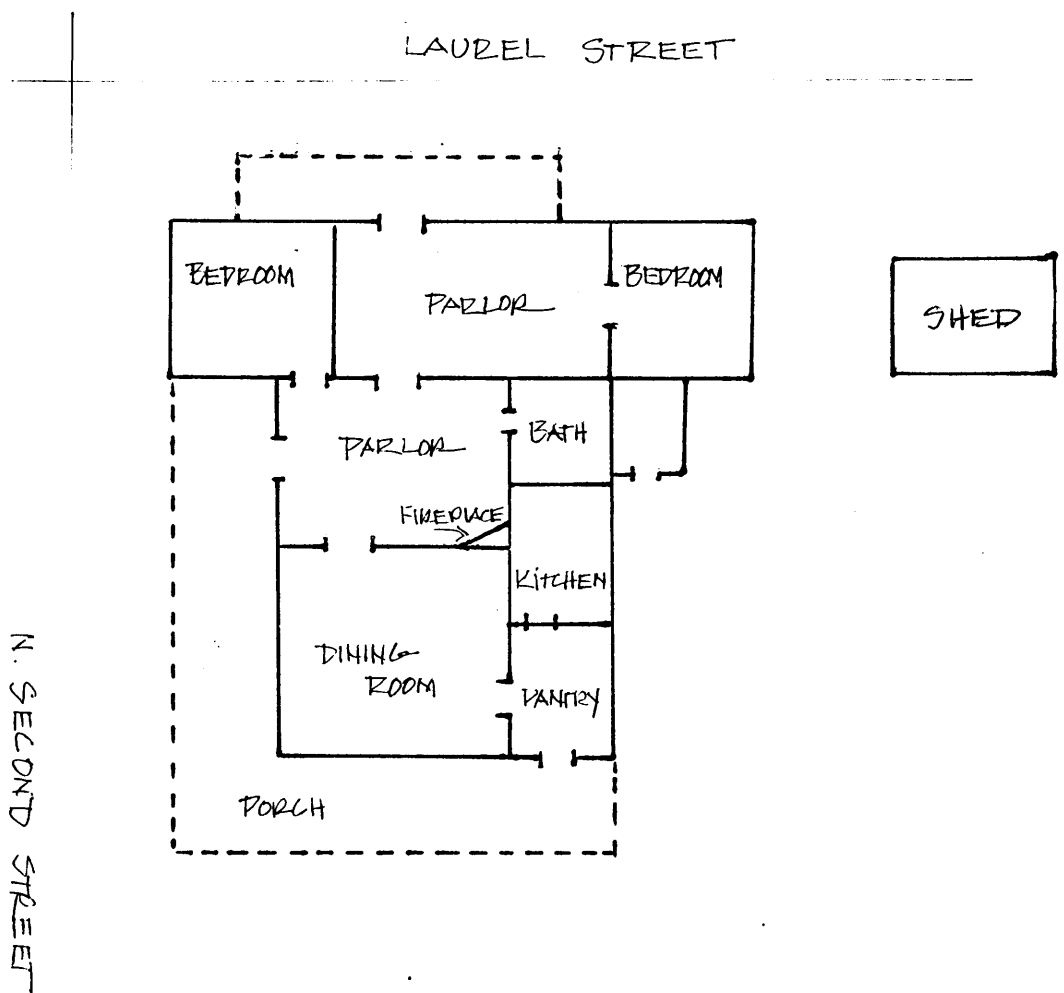 LAUREL STREET
BEDROOM
PARLOR
BEDROOM
SHED
PARLOR
BATH
FIREPLACE
KITCHEN
DINING
ROOM
PANTRY
PORCH
N. SECOND STREET